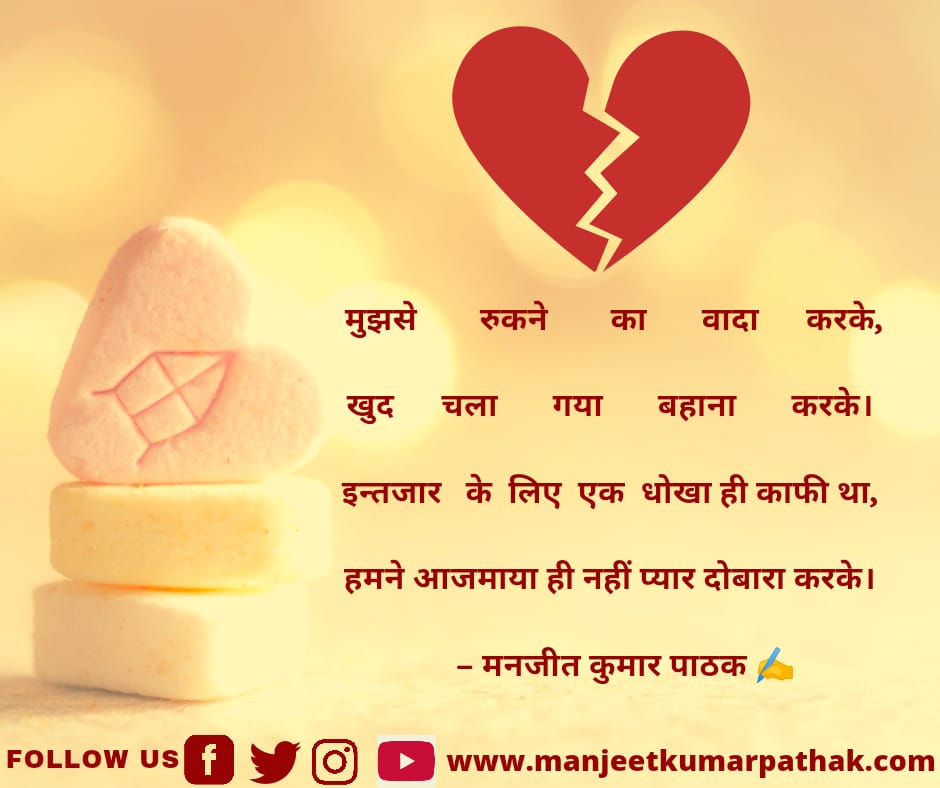 मुझसे रुकने का वादा करके,
खुद चला गया बहाना करके।
इन्तजार के लिए एक धोखा ही काफी था,
हमने आजमाया ही नहीं प्यार दोबारा करके।
– मनजीत कुमार पाठक ✍️
FOLLOW US www.manjeetkumarpathak.com